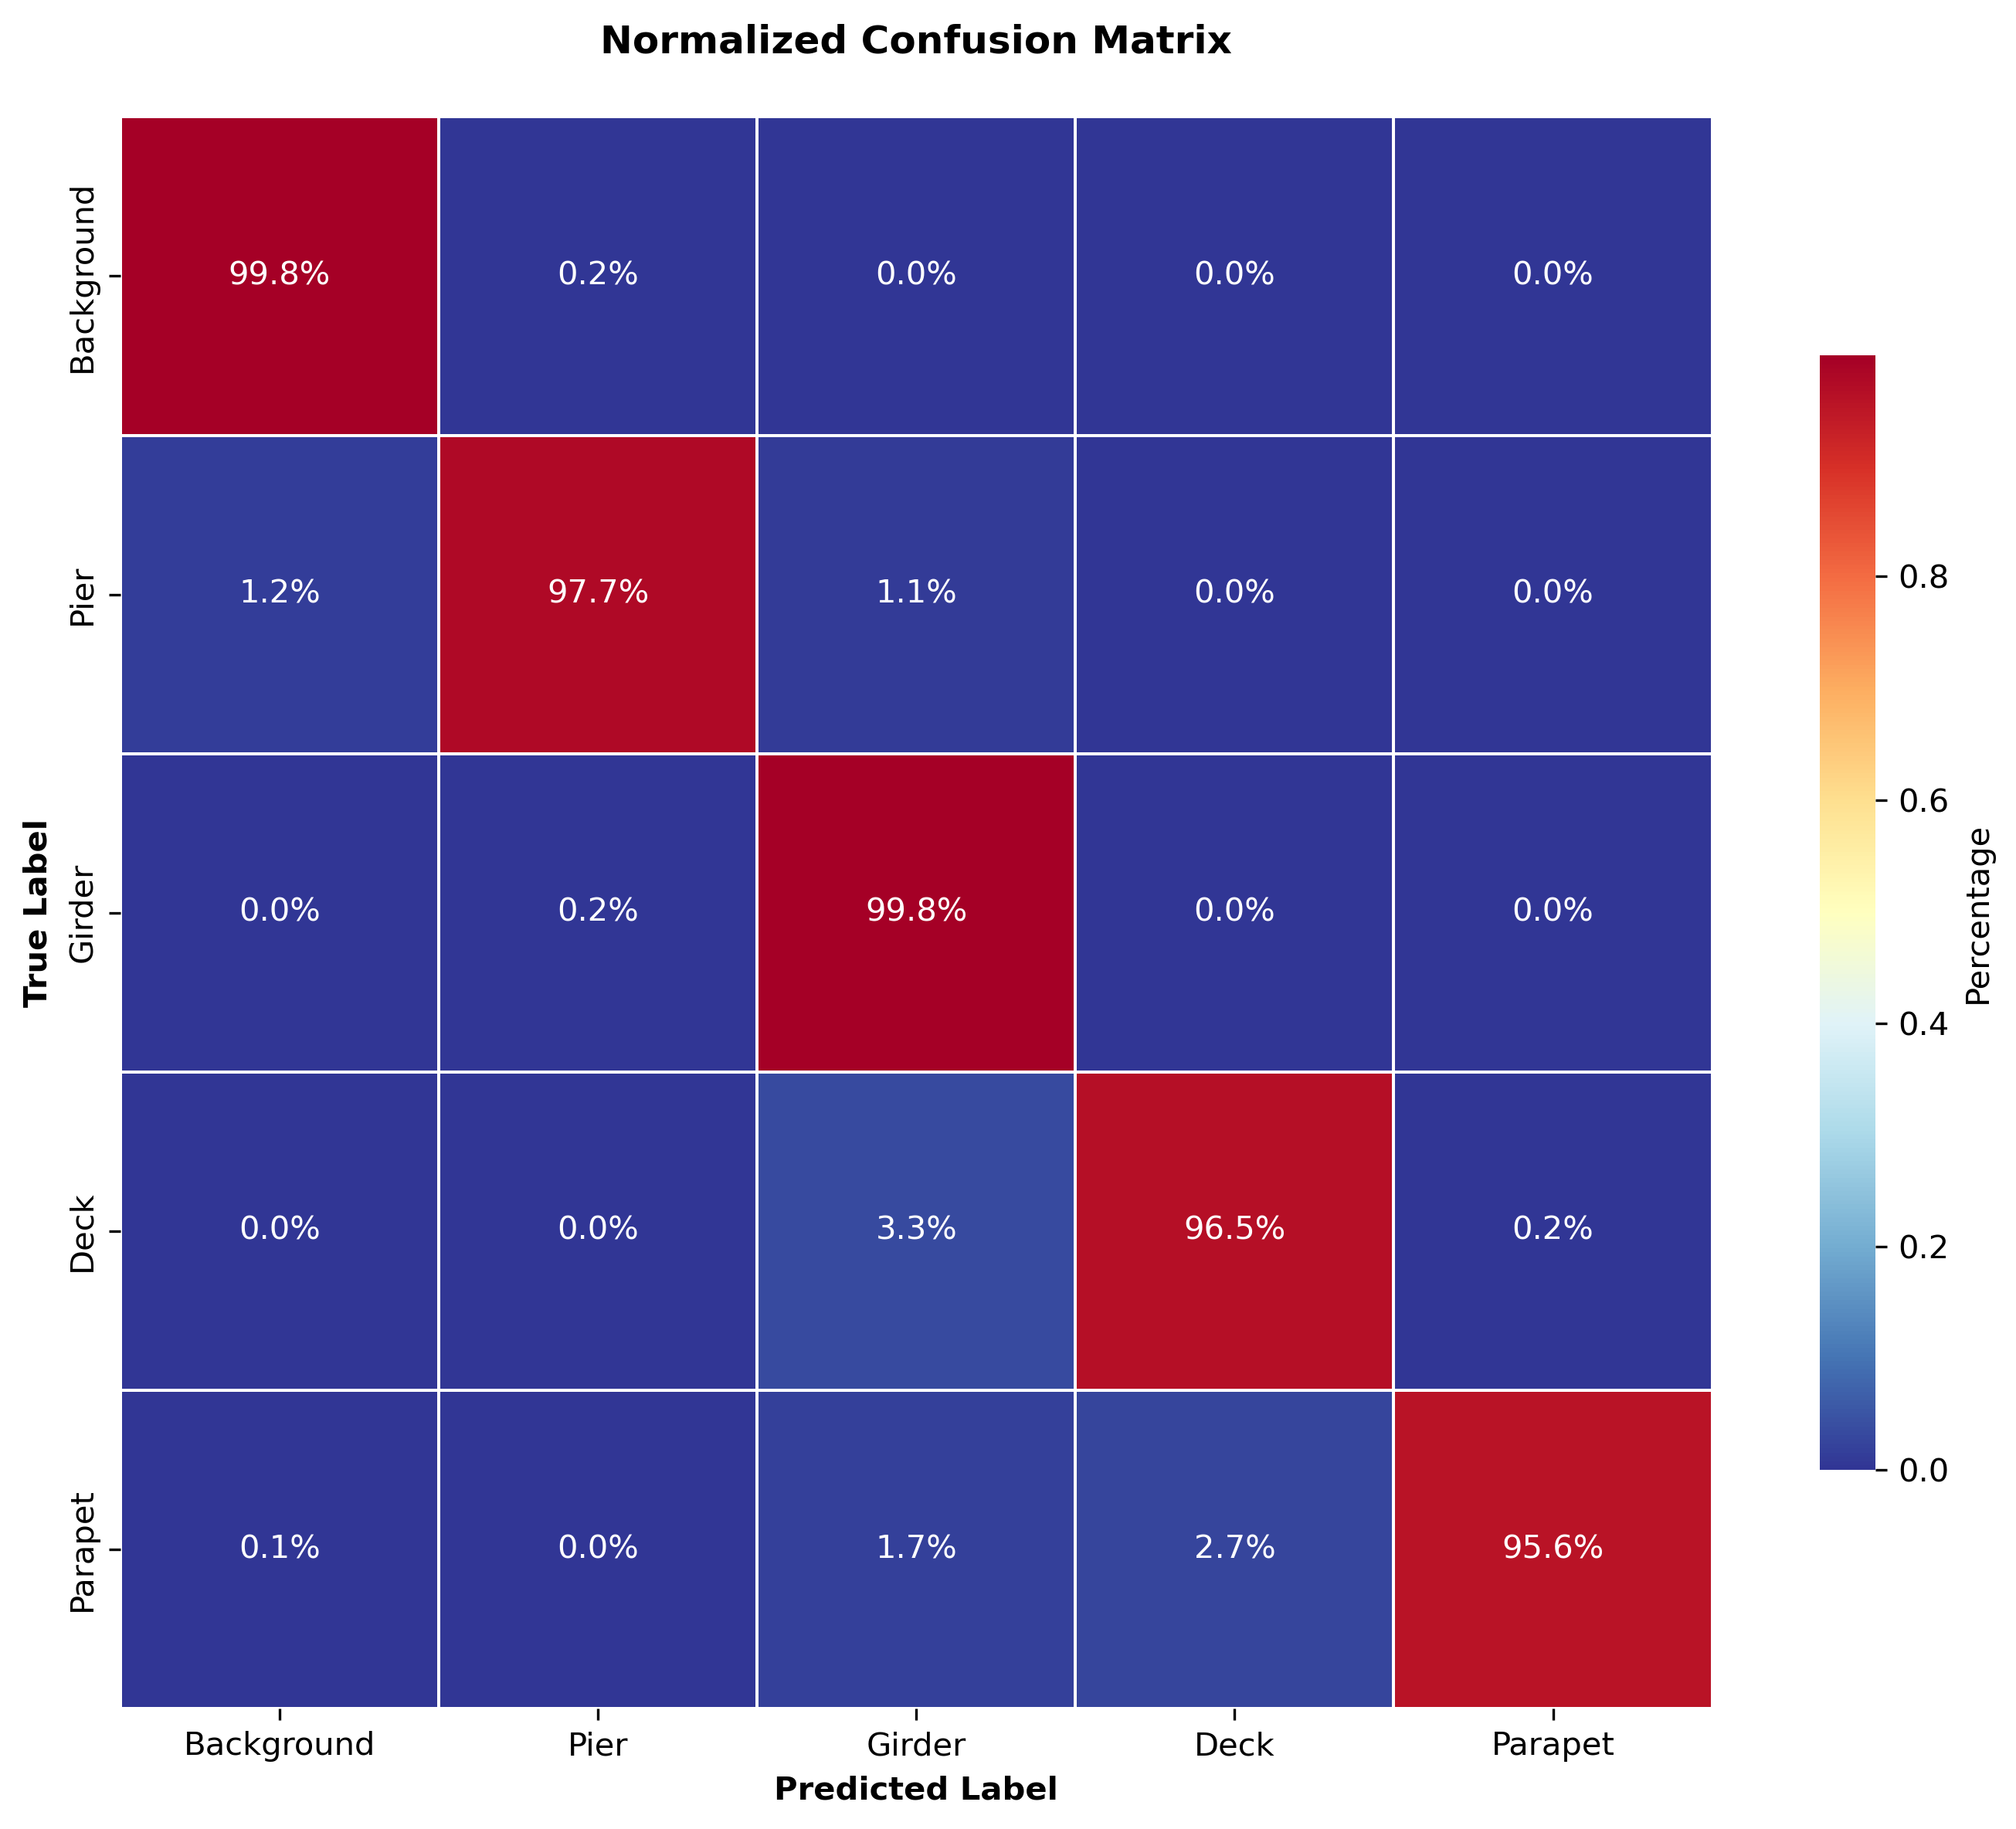 Normalized Confusion Matrix
True Label
Background
99.8% 0.2% 0.0% 0.0% 0.0%
Pier
1.2% 97.7% 1.1% 0.0% 0.0%
Girder
0.0% 0.2% 99.8% 0.0% 0.0%
Deck
0.0% 0.0% 3.3% 96.5% 0.2%
Parapet
0.1% 0.0% 1.7% 2.7% 95.6%
Background Pier Girder Deck Parapet
Predicted Label
0.8
0.6
0.4
0.2
0.0
Percentage